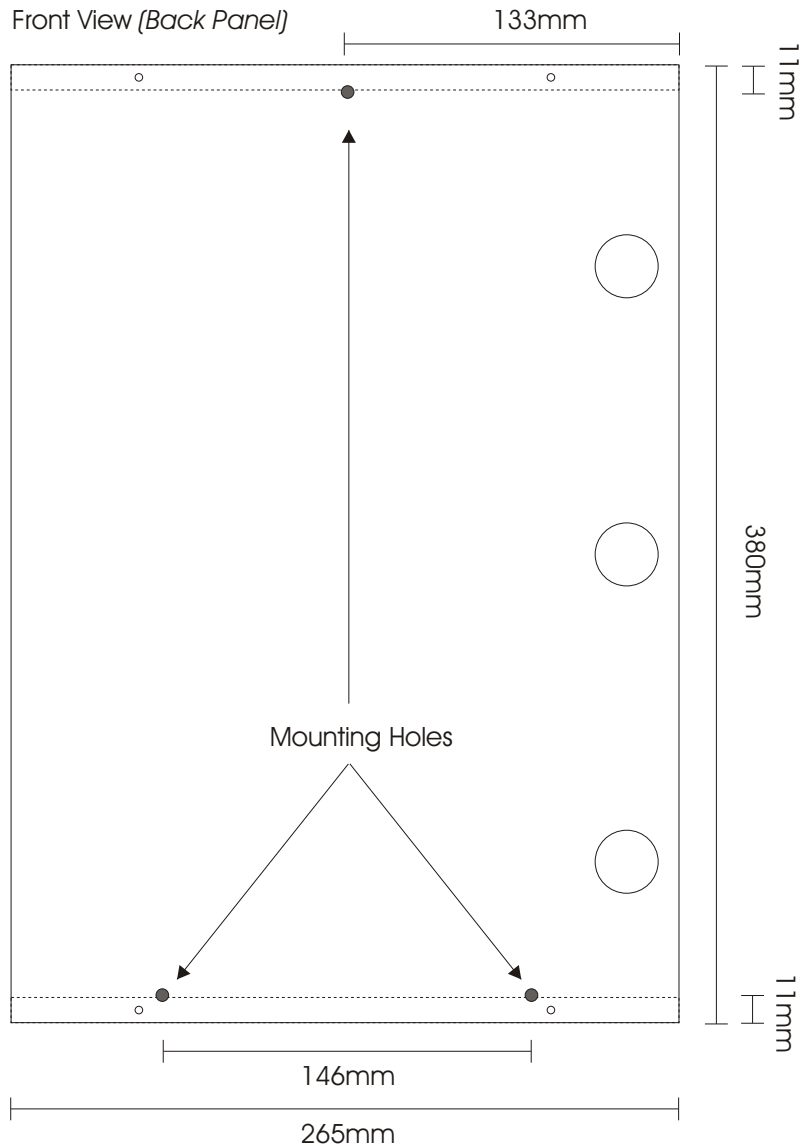 Front View (Back Panel)
133mm
11mm
380mm
Mounting Holes
11mm
146mm
265mm